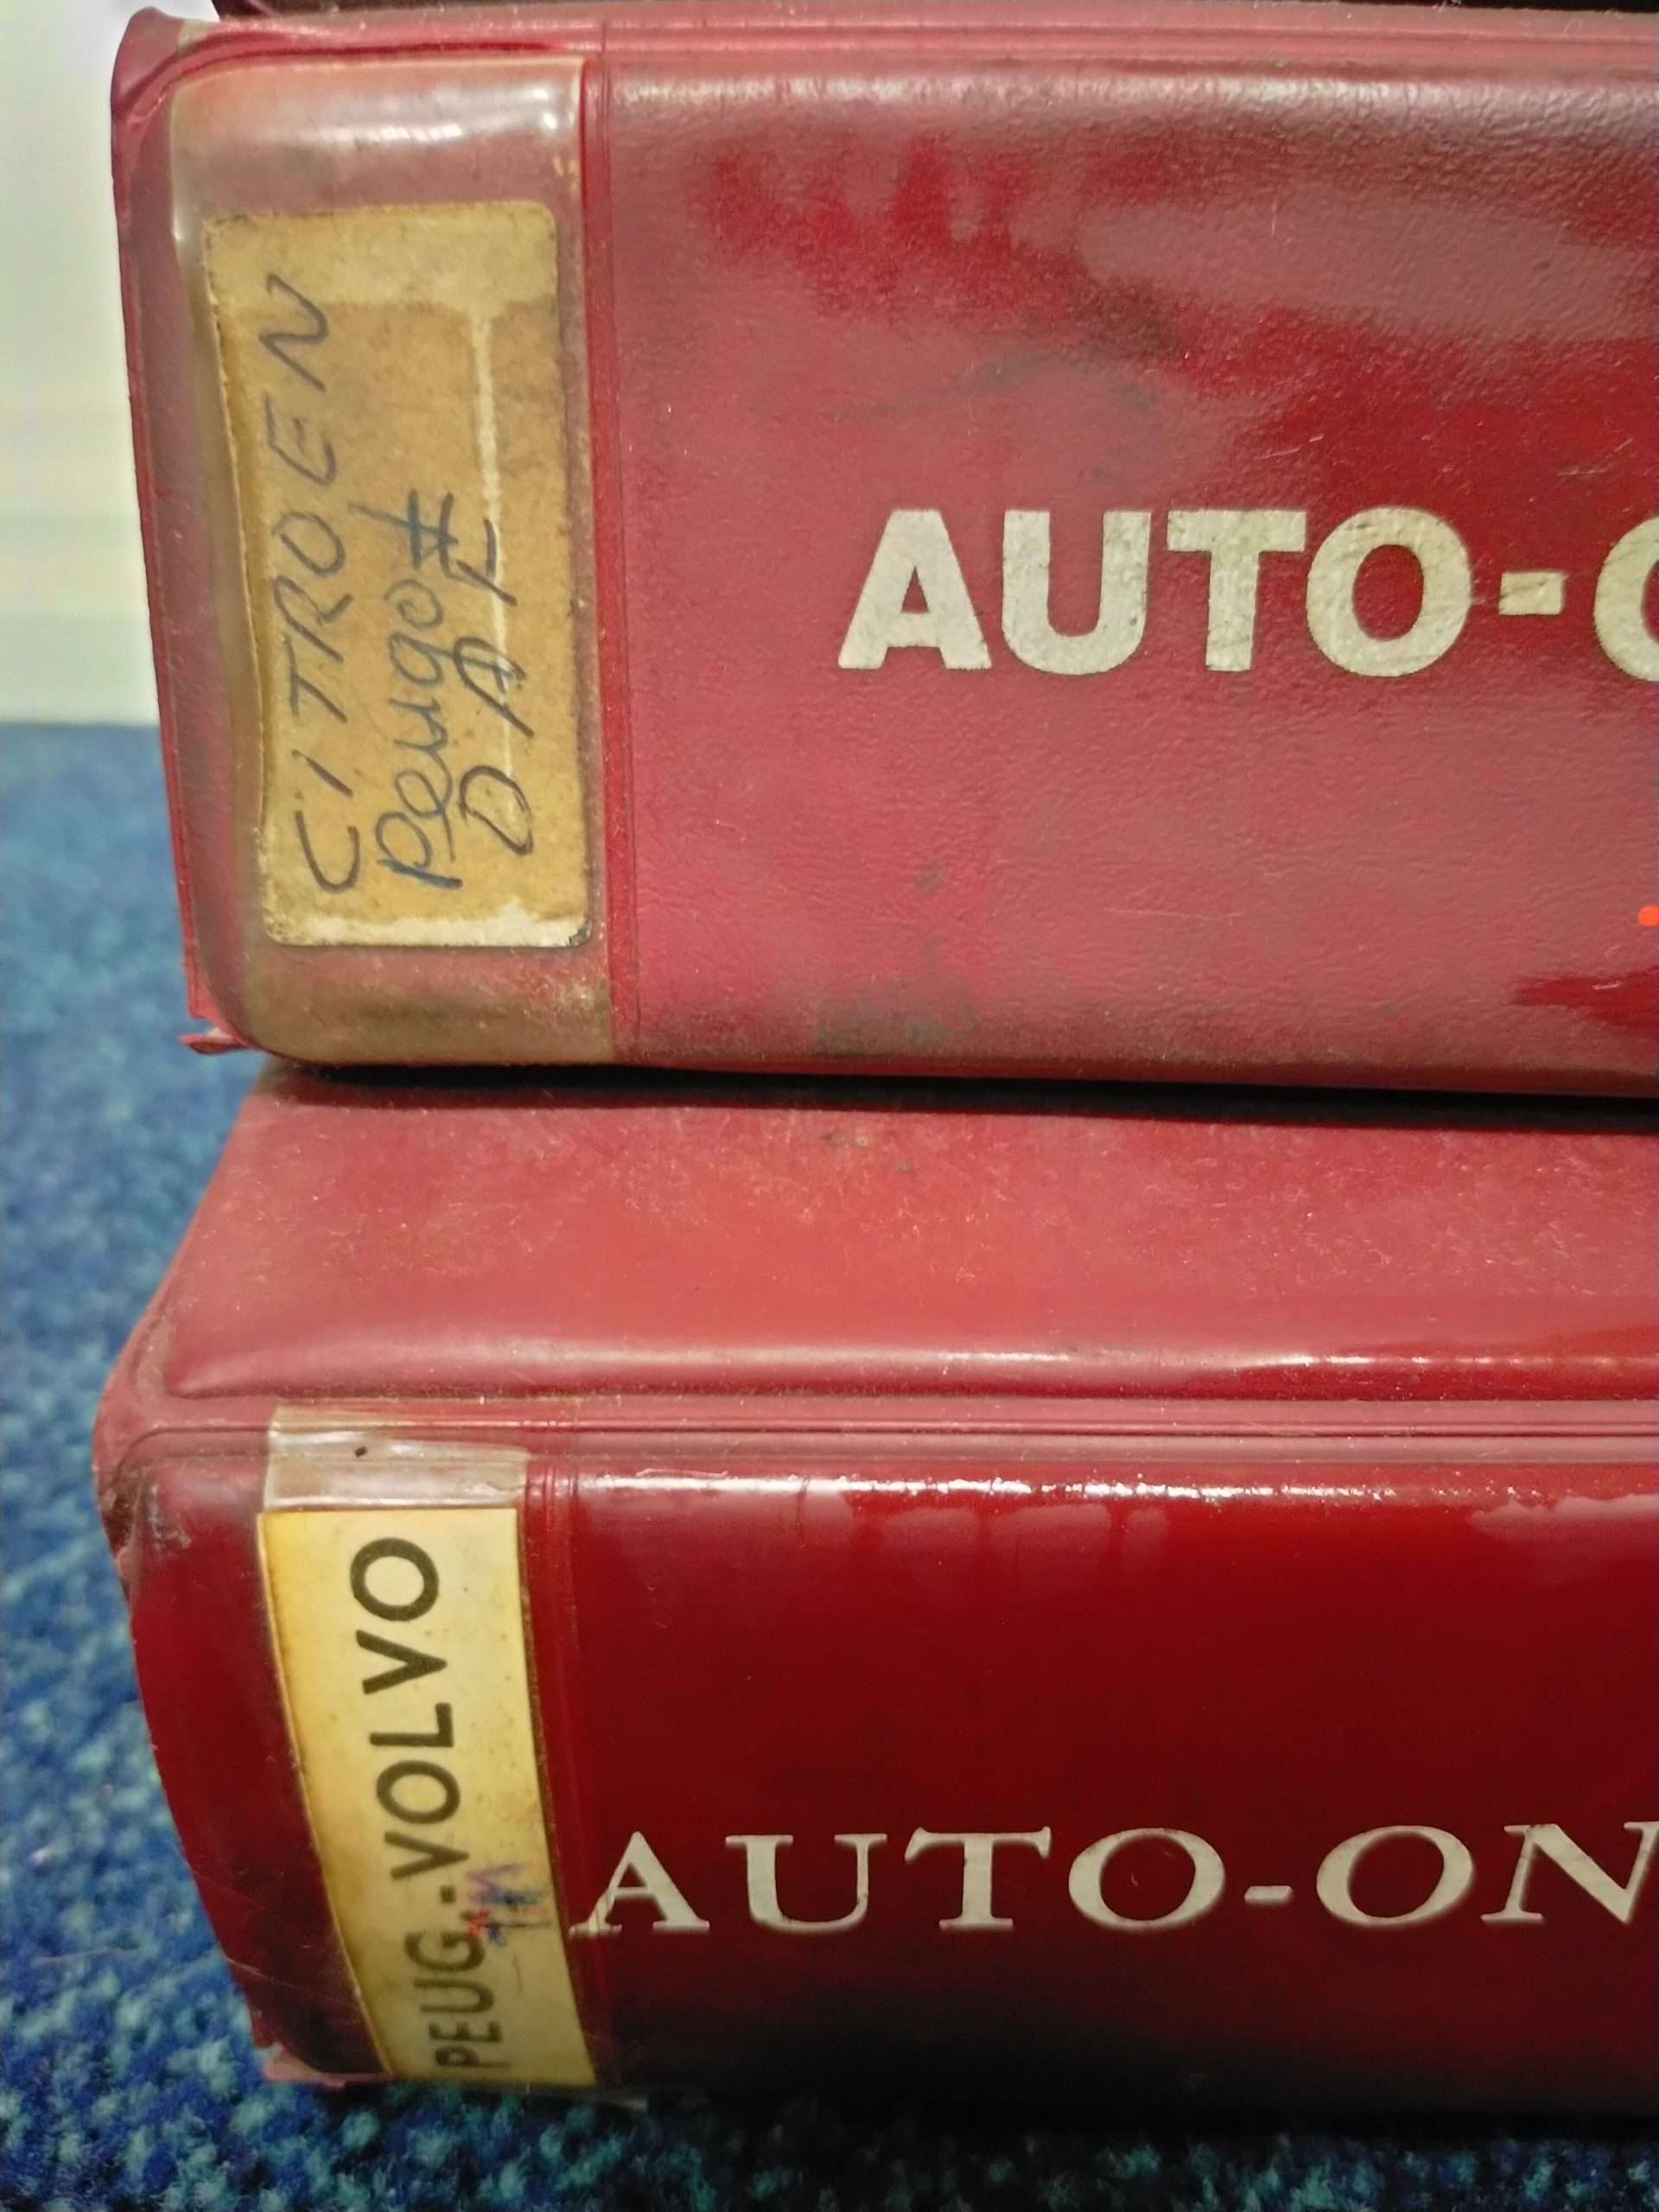 CITROEN
Peugot
DAF
AUTO-
PEUG.-VOLVO
AUTO-ON